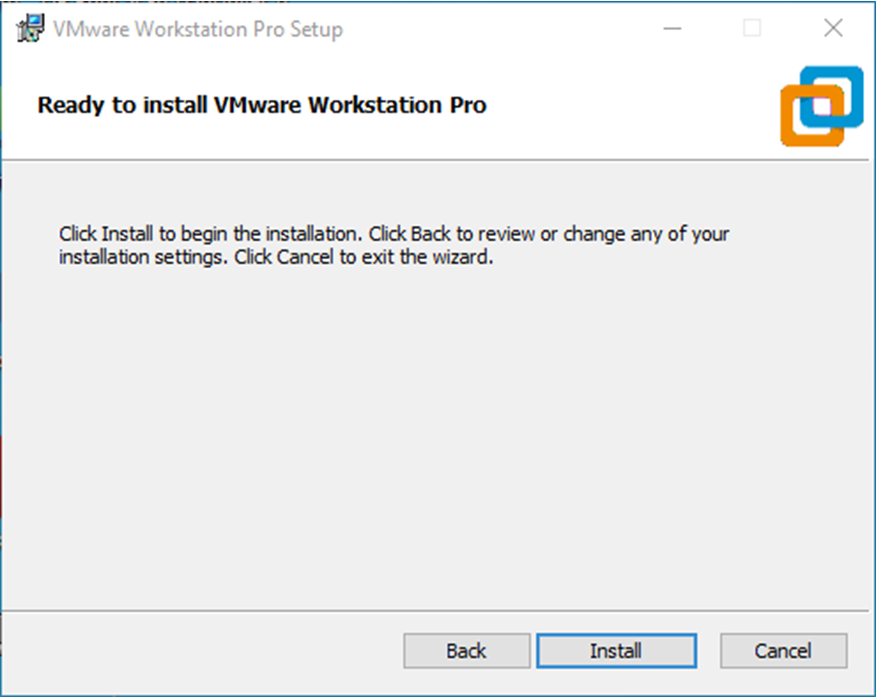 VMware Workstation Pro Setup
Ready to install VMware Workstation Pro
Click Install to begin the installation. Click Back to review or change any of your
installation settings. Click Cancel to exit the wizard.
Back Install Cancel